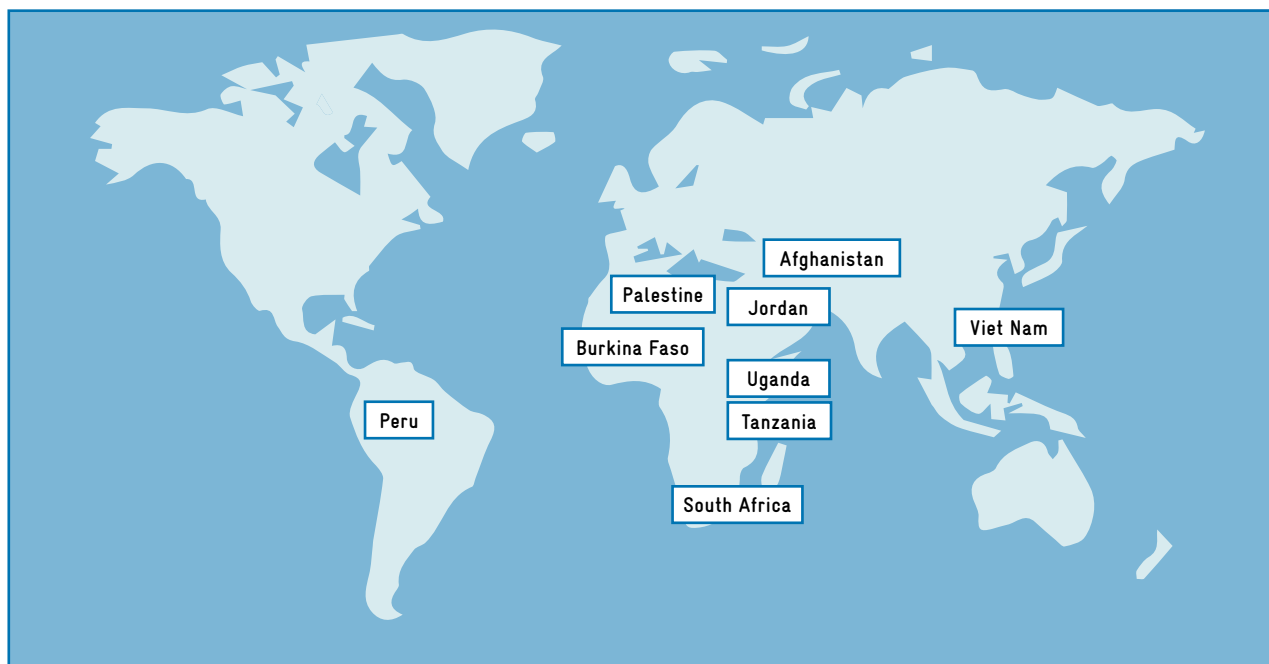 Afghanistan
Palestine
Jordan
Viet Nam
Burkina Faso
Uganda
Peru
Tanzania
South Africa